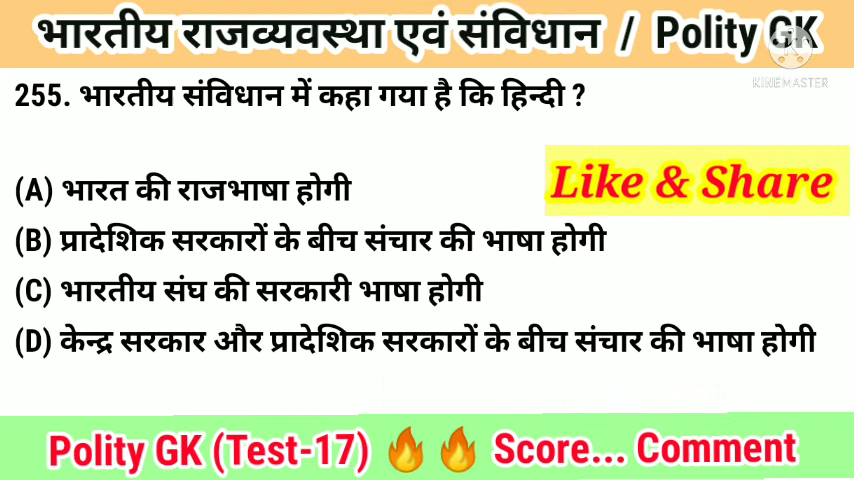 भारतीय राजव्यवस्था एवं संविधान / Polity GK
KINEMASTER
255. भारतीय संविधान में कहा गया है कि हिन्दी ?
(A) भारत की राजभाषा होगी
Like & Share
(B) प्रादेशिक सरकारों के बीच संचार की भाषा होगी
(C) भारतीय संघ की सरकारी भाषा होगी
(D) केन्द्र सरकार और प्रादेशिक सरकारों के बीच संचार की भाषा होगी
Polity GK (Test-17) 🔥🔥 Score... Comment